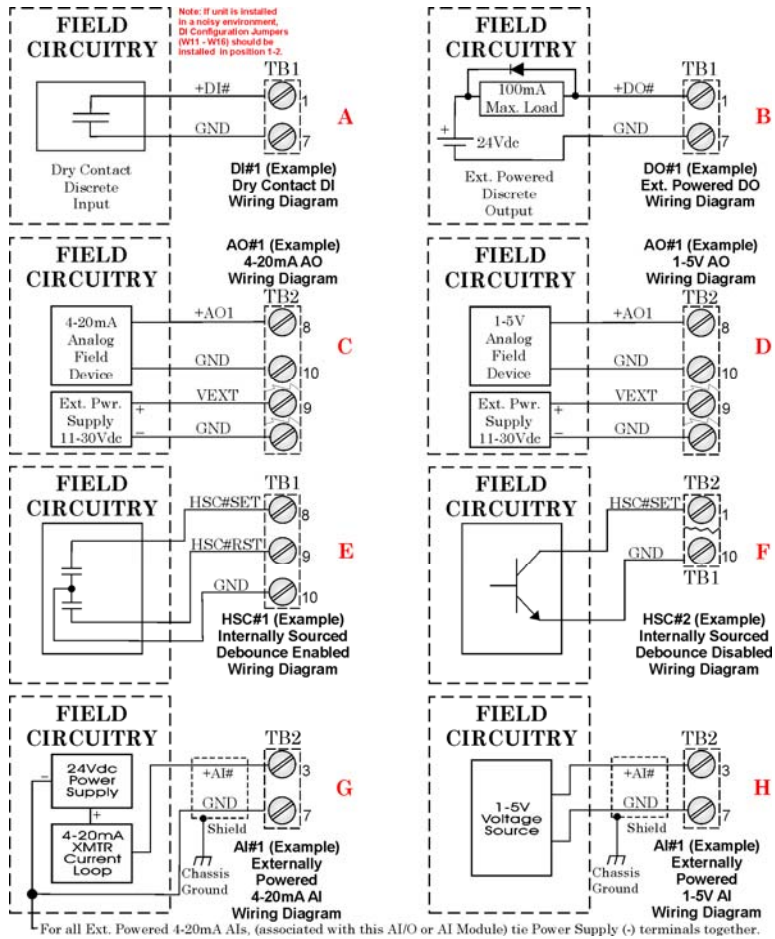 Note: If unit is installed
in a noisy environment,
DI Configuration Jumpers
(W11 - W16) should be
installed in position 1-2.
FIELD
CIRCUITRY
TB1
+DI#
1
GND
7
A
Dry Contact
Discrete
Input
DI#1 (Example)
Dry Contact DI
Wiring Diagram
FIELD
CIRCUITRY
TB1
100mA
Max. Load
+DO#
1
+
24Vdc
GND
7
B
Ext. Powered
Discrete
Output
DO#1 (Example)
Ext. Powered DO
Wiring Diagram
FIELD
CIRCUITRY
AO#1 (Example)
4-20mA AO
Wiring Diagram
TB2
4-20mA
Analog
Field
Device
+AO1
8
GND
10
C
Ext. Pwr.
Supply
11-30Vdc
+
VEXT
9
–
GND
FIELD
CIRCUITRY
AO#1 (Example)
1-5V AO
Wiring Diagram
TB2
1-5V
Analog
Field
Device
+AO1
8
GND
10
D
Ext. Pwr.
Supply
11-30Vdc
+
VEXT
9
–
GND
FIELD
CIRCUITRY
TB1
HSC#SET
8
HSC#RST
9
E
GND
10
HSC#1 (Example)
Internally Sourced
Debounce Enabled
Wiring Diagram
FIELD
CIRCUITRY
TB2
HSC#SET
1
GND
10
F
TB1
HSC#2 (Example)
Internally Sourced
Debounce Disabled
Wiring Diagram
FIELD
CIRCUITRY
TB2
24Vdc
Power
Supply
–
+
4-20mA
XMTR
Current
Loop
+AI#
3
GND
7
G
Shield
Chassis
Ground
AI#1 (Example)
Externally
Powered
4-20mA AI
Wiring Diagram
FIELD
CIRCUITRY
TB2
1-5V
Voltage
Source
+AI#
3
GND
7
H
Shield
Chassis
Ground
AI#1 (Example)
Externally
Powered
1-5V AI
Wiring Diagram
For all Ext. Powered 4-20mA AIs, (associated with this AI/O or AI Module) tie Power Supply (-) terminals together.